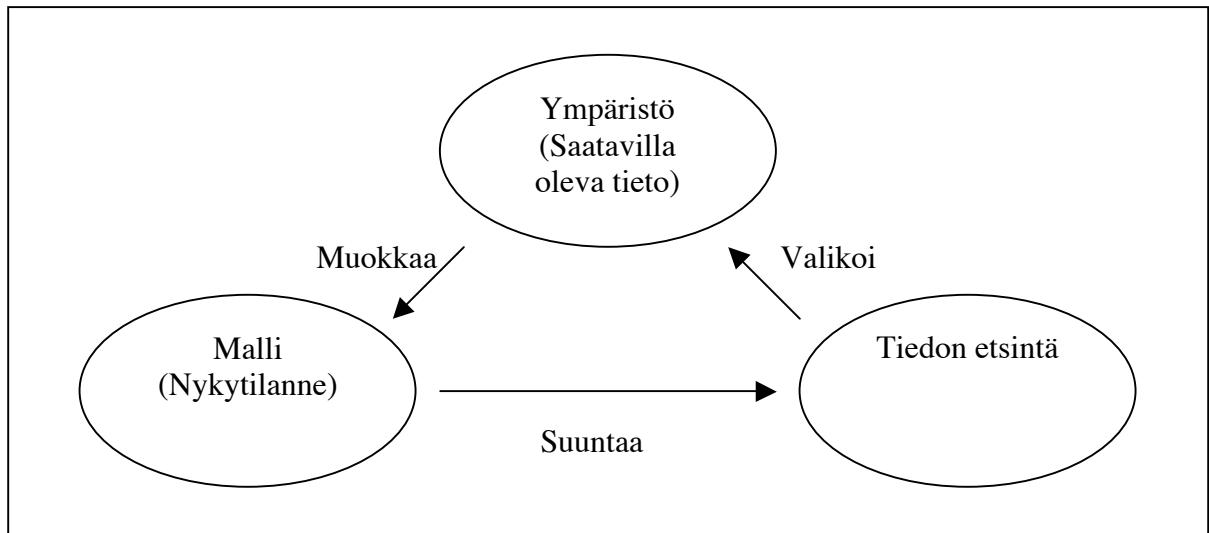 Ympäristö
(Saatavilla
oleva tieto)
Muokkaa
Valikoi
Malli
(Nykytilanne)
Tiedon etsintä
Suuntaa